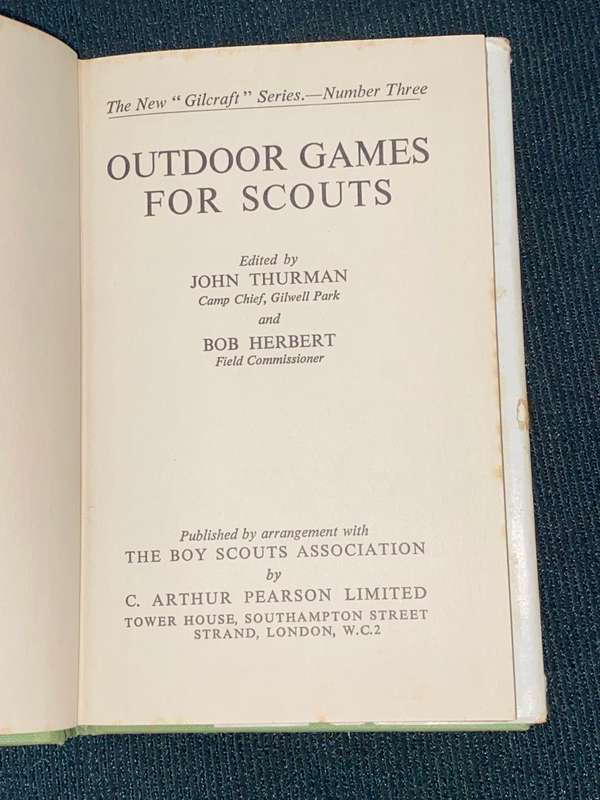 The New "Gilcraft" Series.—Number Three
OUTDOOR GAMES
FOR SCOUTS
Edited by
JOHN THURMAN
Camp Chief, Gilwell Park
and
BOB HERBERT
Field Commissioner
Published by arrangement with
THE BOY SCOUTS ASSOCIATION
by
C. ARTHUR PEARSON LIMITED
TOWER HOUSE, SOUTHAMPTON STREET
STRAND, LONDON, W.C.2